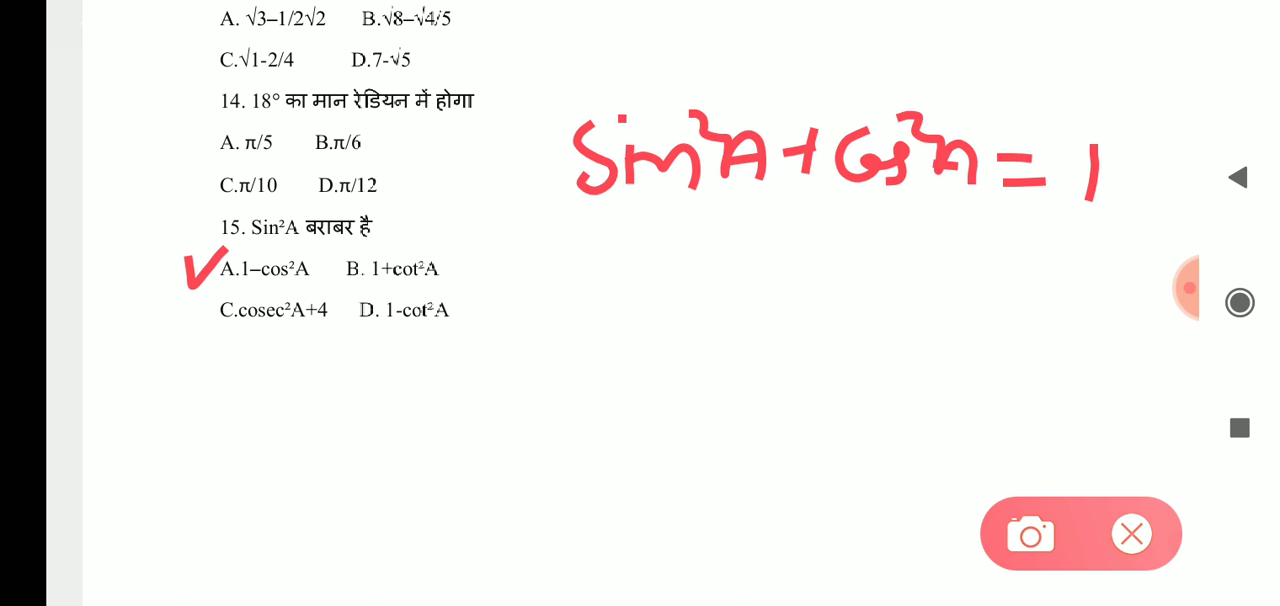 A. √3–1/2√2 B.√8–√4/5
C.√1-2/4 D.7-√5
14. 18° का मान रेडियन में होगा
A. π/5 B.π/6
C.π/10 D.π/12
15. Sin²A बराबर है
A.1–cos²A B. 1+cot²A
C.cosec²A+4 D. 1-cot²A
Sin²A + Cos²A = 1